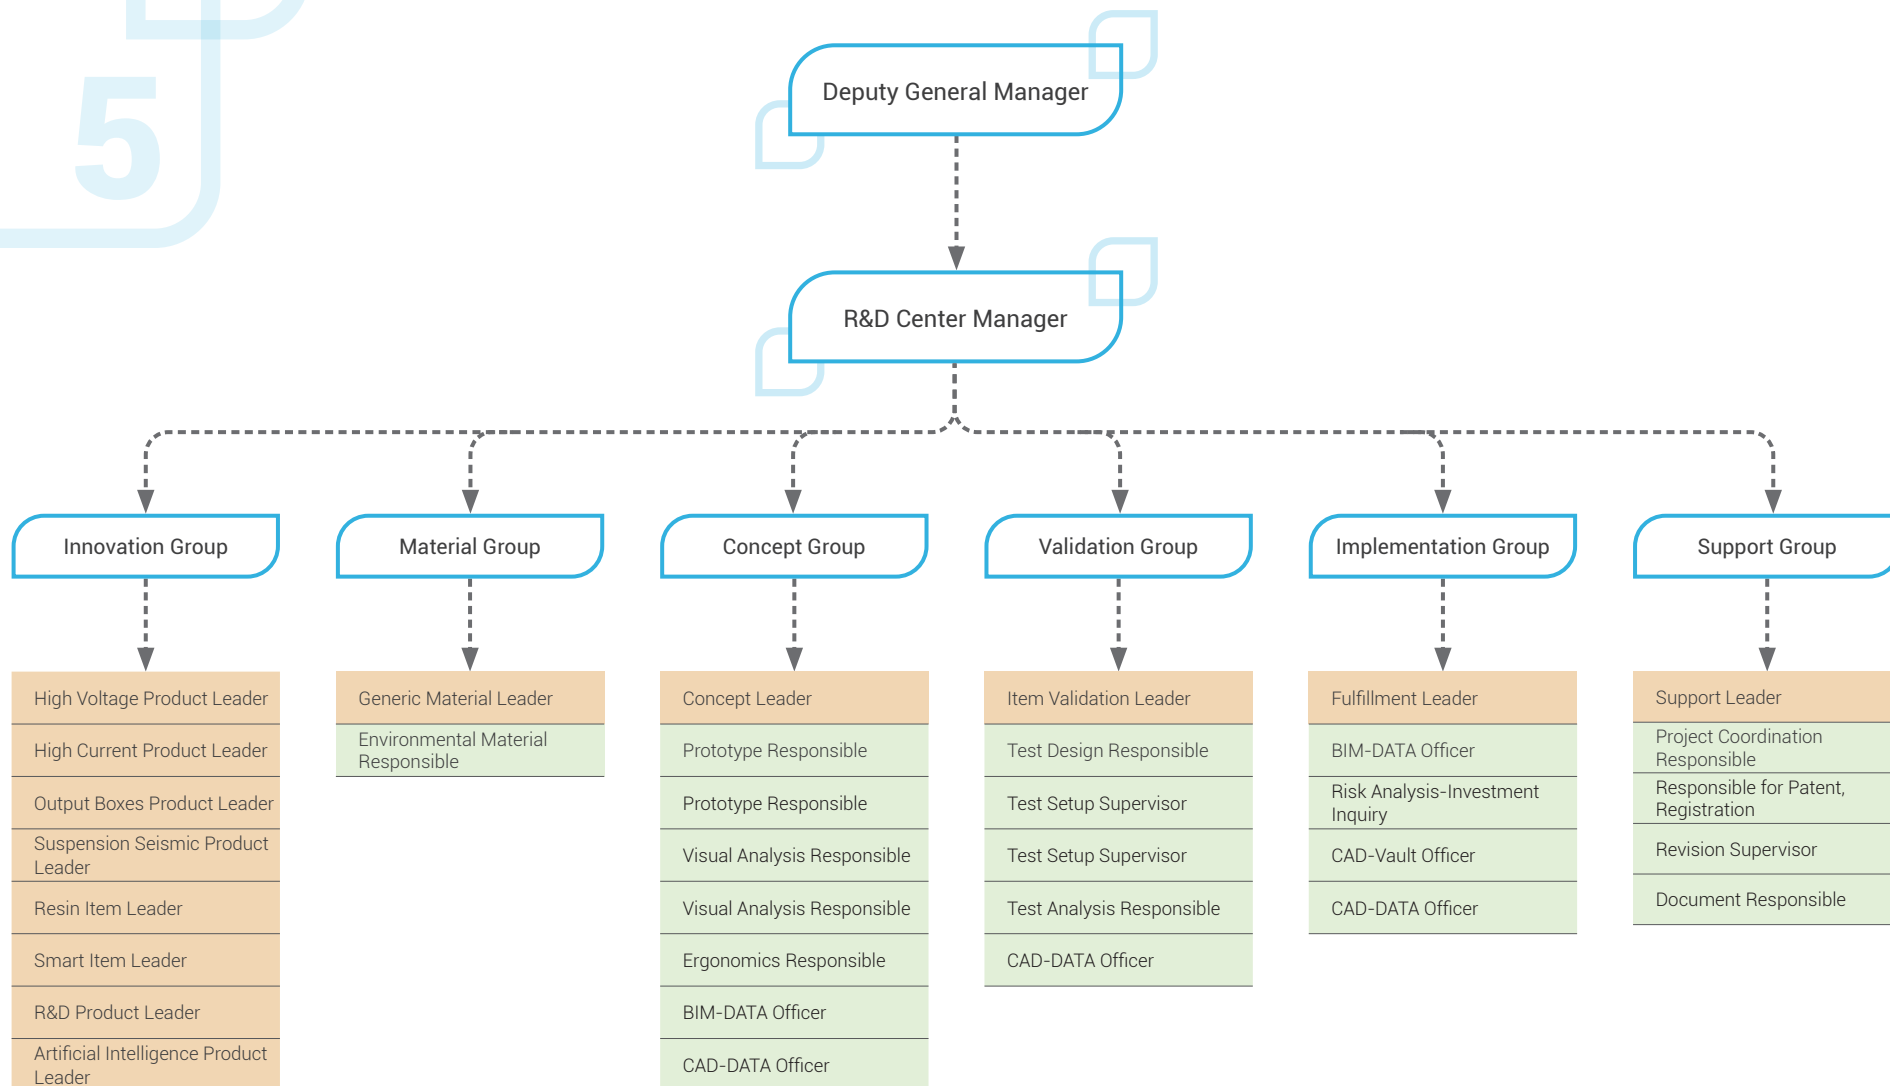 5
Deputy General Manager
R&D Center Manager
Innovation Group
Material Group
Concept Group
Validation Group
Implementation Group
Support Group
High Voltage Product Leader
High Current Product Leader
Output Boxes Product Leader
Suspension Seismic Product
Leader
Resin Item Leader
Smart Item Leader
R&D Product Leader
Artificial Intelligence Product
Leader
Generic Material Leader
Environmental Material
Responsible
Concept Leader
Prototype Responsible
Prototype Responsible
Visual Analysis Responsible
Visual Analysis Responsible
Ergonomics Responsible
BIM-DATA Officer
CAD-DATA Officer
Item Validation Leader
Test Design Responsible
Test Setup Supervisor
Test Setup Supervisor
Test Analysis Responsible
CAD-DATA Officer
Fulfillment Leader
BIM-DATA Officer
Risk Analysis-Investment
Inquiry
CAD-Vault Officer
CAD-DATA Officer
Support Leader
Project Coordination
Responsible
Responsible for Patent,
Registration
Revision Supervisor
Document Responsible